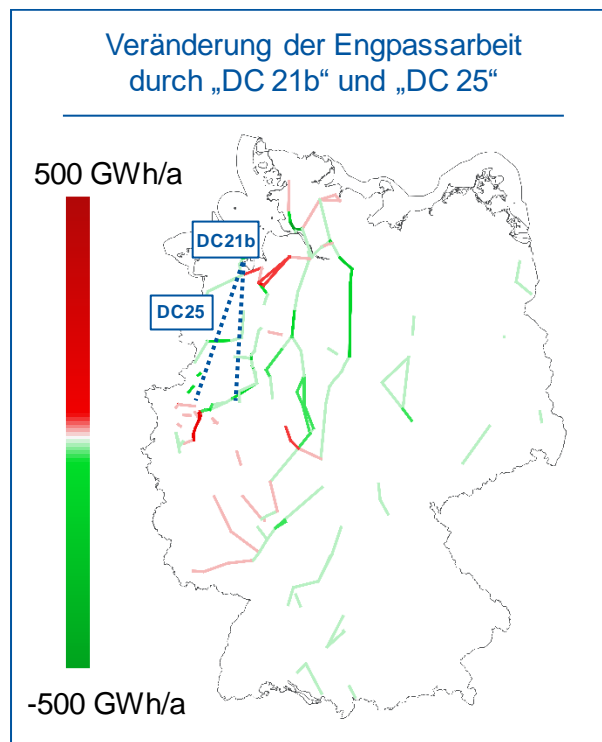 Veränderung der Engpassarbeit
durch „DC 21b“ und „DC 25“
500 GWh/a
DC21b
DC25
-500 GWh/a